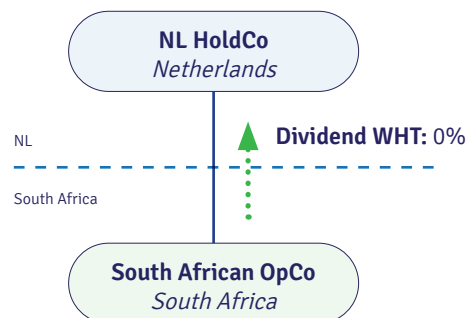 NL HoldCo
Netherlands
Dividend WHT: 0%
NL
South Africa
South African OpCo
South Africa